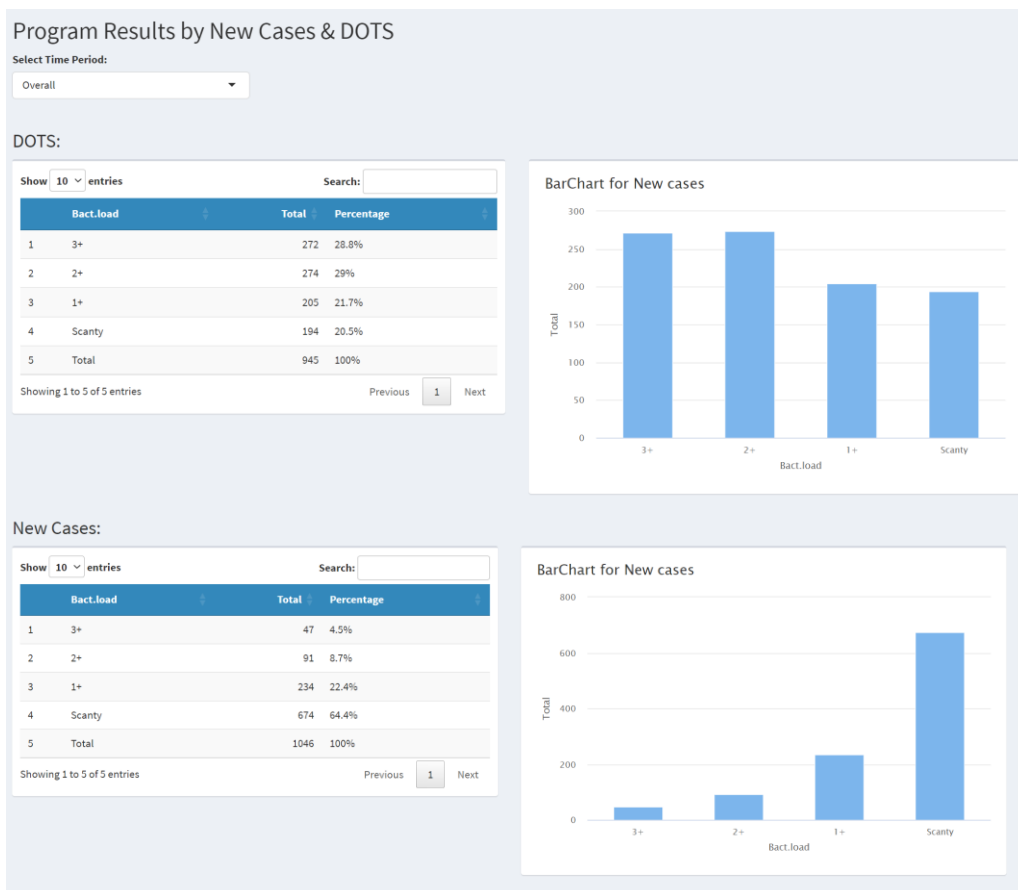 Program Results by New Cases & DOTS
Select Time Period:
Overall
DOTS:
Show 10 entries Search:
Bact.load Total Percentage
1 3+ 272 28.8%
2 2+ 274 29%
3 1+ 205 21.7%
4 Scanty 194 20.5%
5 Total 945 100%
Showing 1 to 5 of 5 entries Previous 1 Next
BarChart for New cases
300
250
200
150
100
50
0
Total
3+ 2+ 1+ Scanty
Bact.load
New Cases:
Show 10 entries Search:
Bact.load Total Percentage
1 3+ 47 4.5%
2 2+ 91 8.7%
3 1+ 234 22.4%
4 Scanty 674 64.4%
5 Total 1046 100%
Showing 1 to 5 of 5 entries Previous 1 Next
BarChart for New cases
800
600
400
200
0
Total
3+ 2+ 1+ Scanty
Bact.load